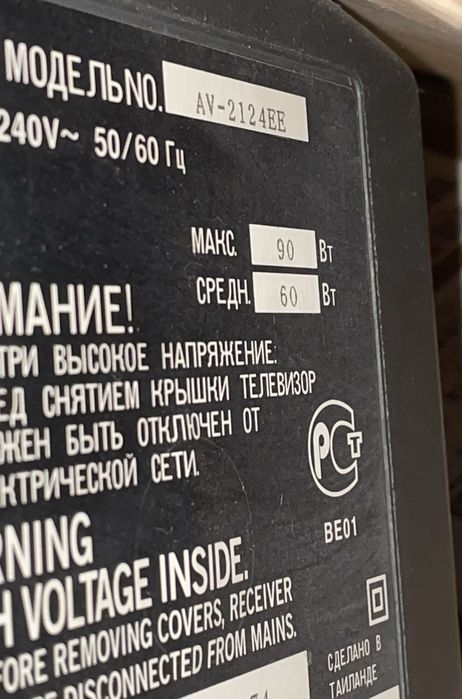 МОДЕЛЬ NO. AV-2124EE
240V~ 50/60 Гц
МАКС. 90 Вт
СРЕДН. 60 Вт
МАНИЕ!
ТРИ ВЫСОКОЕ НАПРЯЖЕНИЕ.
ЕД СНЯТИЕМ КРЫШКИ ТЕЛЕВИЗОР
ЖЕН БЫТЬ ОТКЛЮЧЕН ОТ
КТРИЧЕСКОЙ СЕТИ.
РСТ
BE01
RNING
H VOLTAGE INSIDE.
FORE REMOVING COVERS, RECEIVER
DISCONNECTED FROM MAINS.
СДЕЛАНО В
ТАИЛАНДЕ